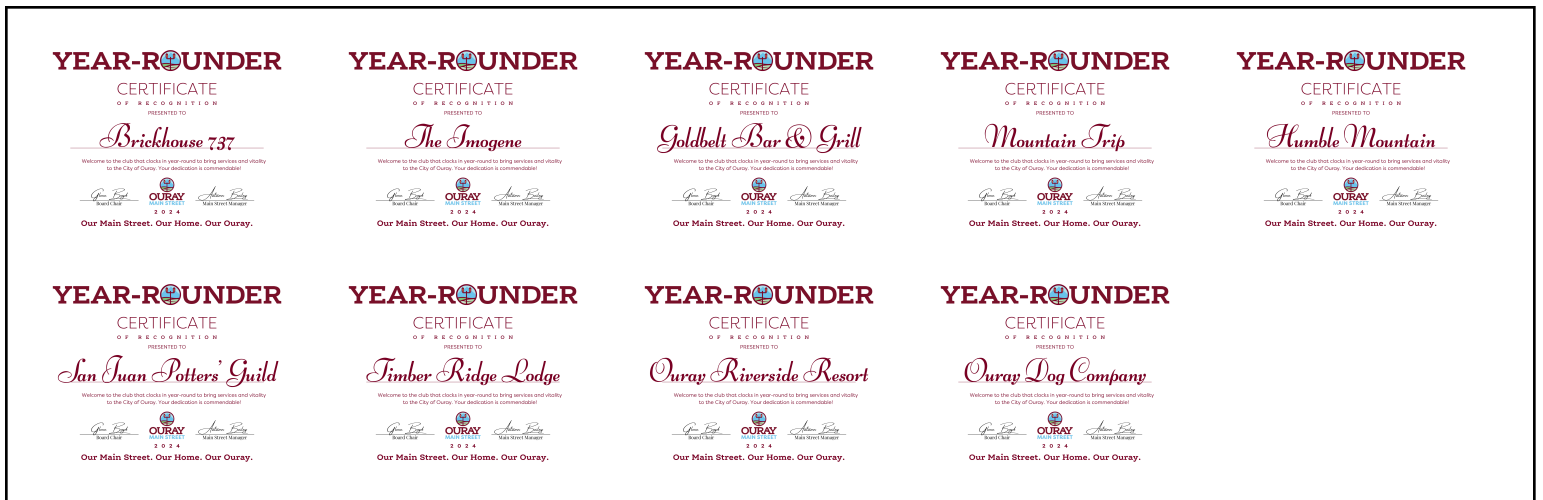 YEAR-ROUNDER
CERTIFICATE
OF RECOGNITION
PRESENTED TO
Brickhouse 737
Welcome to the club that clocks in year-round to bring services and vitality
to the City of Ouray. Your dedication is commendable!
Board Chair
OURAY
MAIN STREET
Main Street Manager
2024
Our Main Street. Our Home. Our Ouray.
YEAR-ROUNDER
CERTIFICATE
OF RECOGNITION
PRESENTED TO
The Imogene
Welcome to the club that clocks in year-round to bring services and vitality
to the City of Ouray. Your dedication is commendable!
Board Chair
OURAY
MAIN STREET
Main Street Manager
2024
Our Main Street. Our Home. Our Ouray.
YEAR-ROUNDER
CERTIFICATE
OF RECOGNITION
PRESENTED TO
Goldbelt Bar & Grill
Welcome to the club that clocks in year-round to bring services and vitality
to the City of Ouray. Your dedication is commendable!
Board Chair
OURAY
MAIN STREET
Main Street Manager
2024
Our Main Street. Our Home. Our Ouray.
YEAR-ROUNDER
CERTIFICATE
OF RECOGNITION
PRESENTED TO
Mountain Trip
Welcome to the club that clocks in year-round to bring services and vitality
to the City of Ouray. Your dedication is commendable!
Board Chair
OURAY
MAIN STREET
Main Street Manager
2024
Our Main Street. Our Home. Our Ouray.
YEAR-ROUNDER
CERTIFICATE
OF RECOGNITION
PRESENTED TO
Humble Mountain
Welcome to the club that clocks in year-round to bring services and vitality
to the City of Ouray. Your dedication is commendable!
Board Chair
OURAY
MAIN STREET
Main Street Manager
2024
Our Main Street. Our Home. Our Ouray.
YEAR-ROUNDER
CERTIFICATE
OF RECOGNITION
PRESENTED TO
San Juan Potters' Guild
Welcome to the club that clocks in year-round to bring services and vitality
to the City of Ouray. Your dedication is commendable!
Board Chair
OURAY
MAIN STREET
Main Street Manager
2024
Our Main Street. Our Home. Our Ouray.
YEAR-ROUNDER
CERTIFICATE
OF RECOGNITION
PRESENTED TO
Timber Ridge Lodge
Welcome to the club that clocks in year-round to bring services and vitality
to the City of Ouray. Your dedication is commendable!
Board Chair
OURAY
MAIN STREET
Main Street Manager
2024
Our Main Street. Our Home. Our Ouray.
YEAR-ROUNDER
CERTIFICATE
OF RECOGNITION
PRESENTED TO
Ouray Riverside Resort
Welcome to the club that clocks in year-round to bring services and vitality
to the City of Ouray. Your dedication is commendable!
Board Chair
OURAY
MAIN STREET
Main Street Manager
2024
Our Main Street. Our Home. Our Ouray.
YEAR-ROUNDER
CERTIFICATE
OF RECOGNITION
PRESENTED TO
Ouray Dog Company
Welcome to the club that clocks in year-round to bring services and vitality
to the City of Ouray. Your dedication is commendable!
Board Chair
OURAY
MAIN STREET
Main Street Manager
2024
Our Main Street. Our Home. Our Ouray.